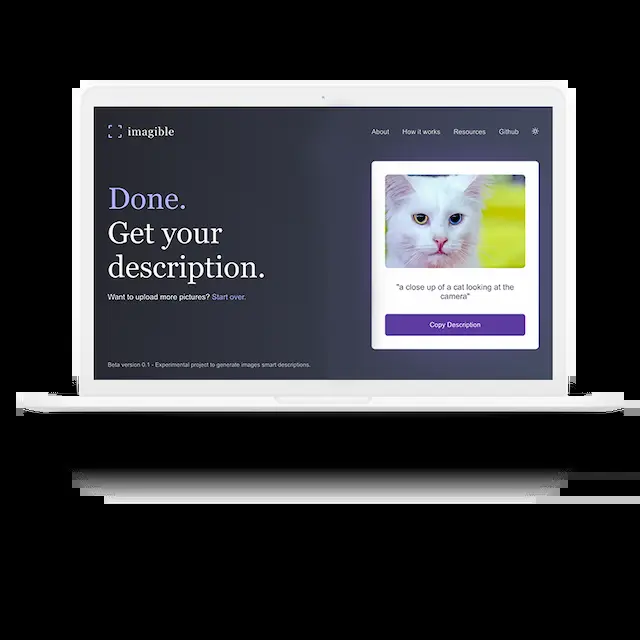 imagible
About How it works Resources Github
Done.
Get your
description.
Want to upload more pictures? Start over.
"a close up of a cat looking at the
camera"
Copy Description
Beta version 0.1 - Experimental project to generate images smart descriptions.